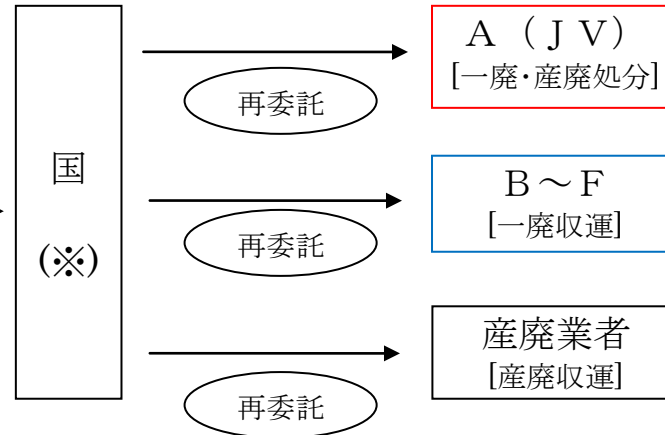 国
(※)
再委託
再委託
再委託
A（ＪＶ）
[一廃・産廃処分]
Ｂ～Ｆ
[一廃収運]
産廃業者
[産廃収運]